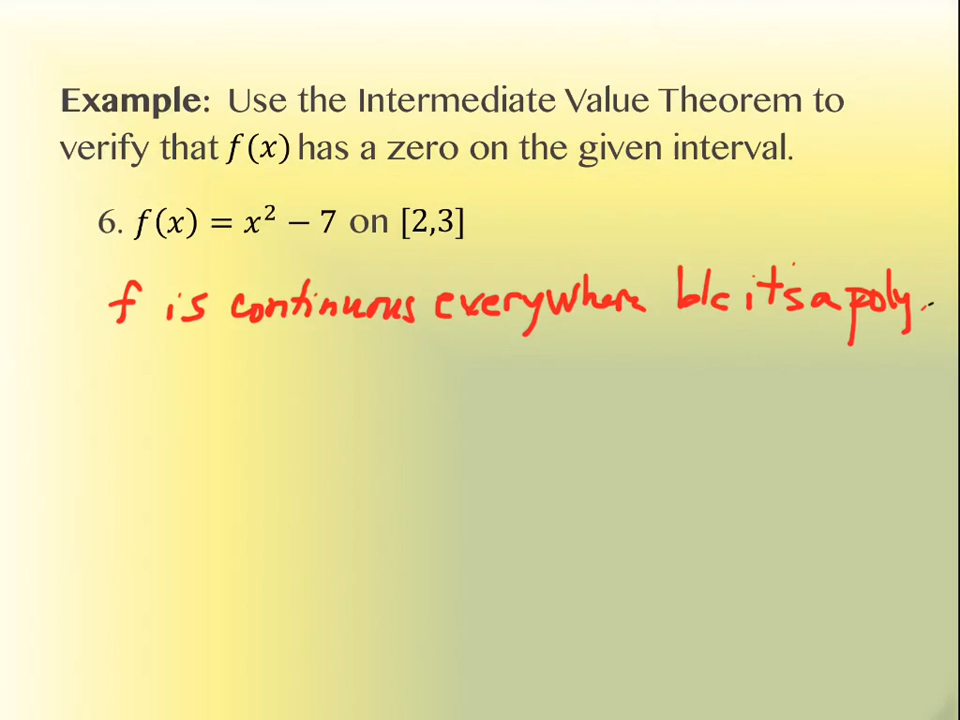 Example: Use the Intermediate Value Theorem to
verify that f(x) has a zero on the given interval.
6. f(x) = x² − 7 on [2,3]
f is continuous everywhere b/c it's a poly.